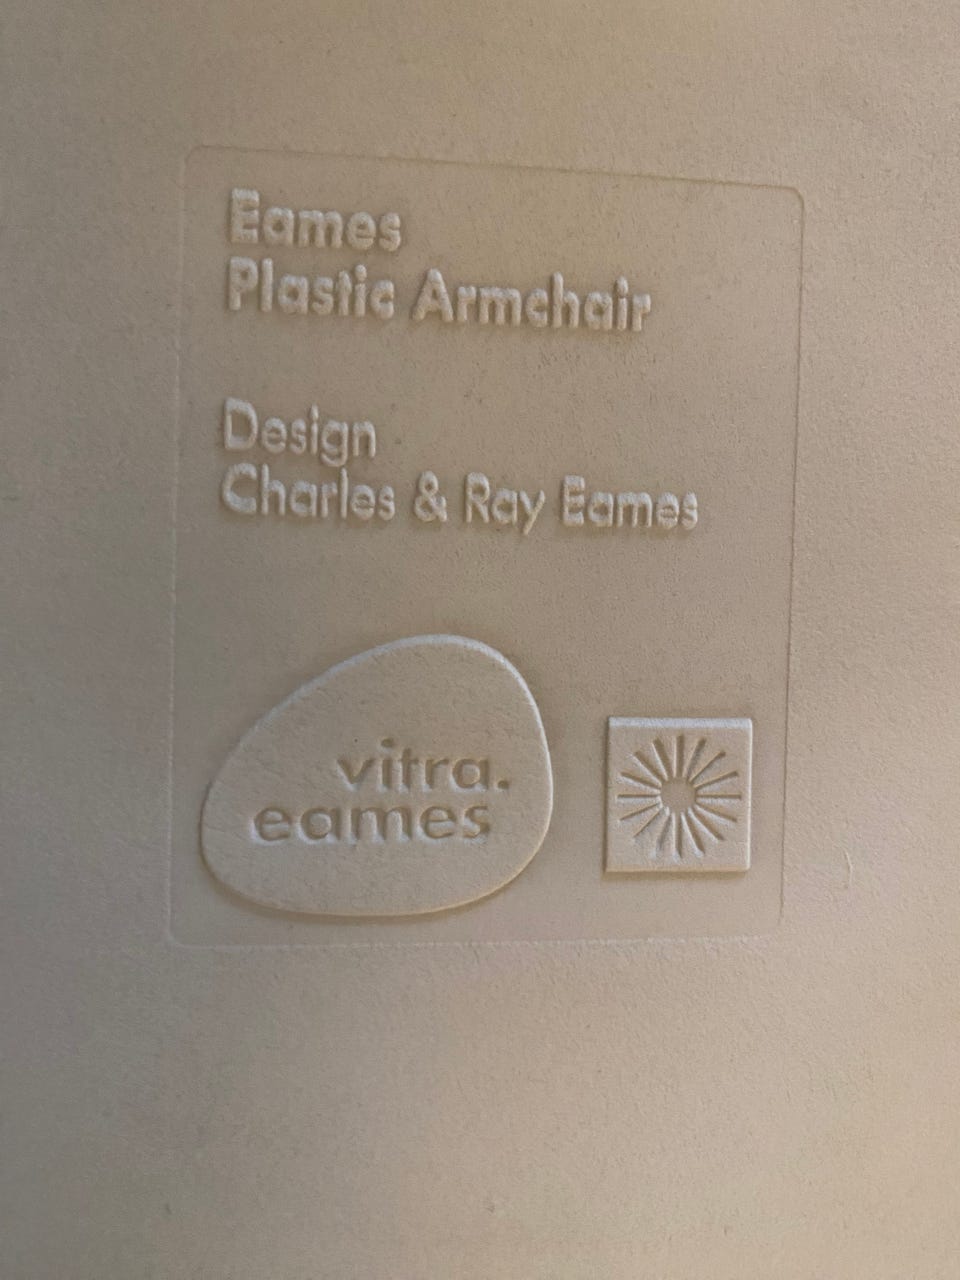 Eames
Plastic Armchair
Design
Charles & Ray Eames
vitra.
eames